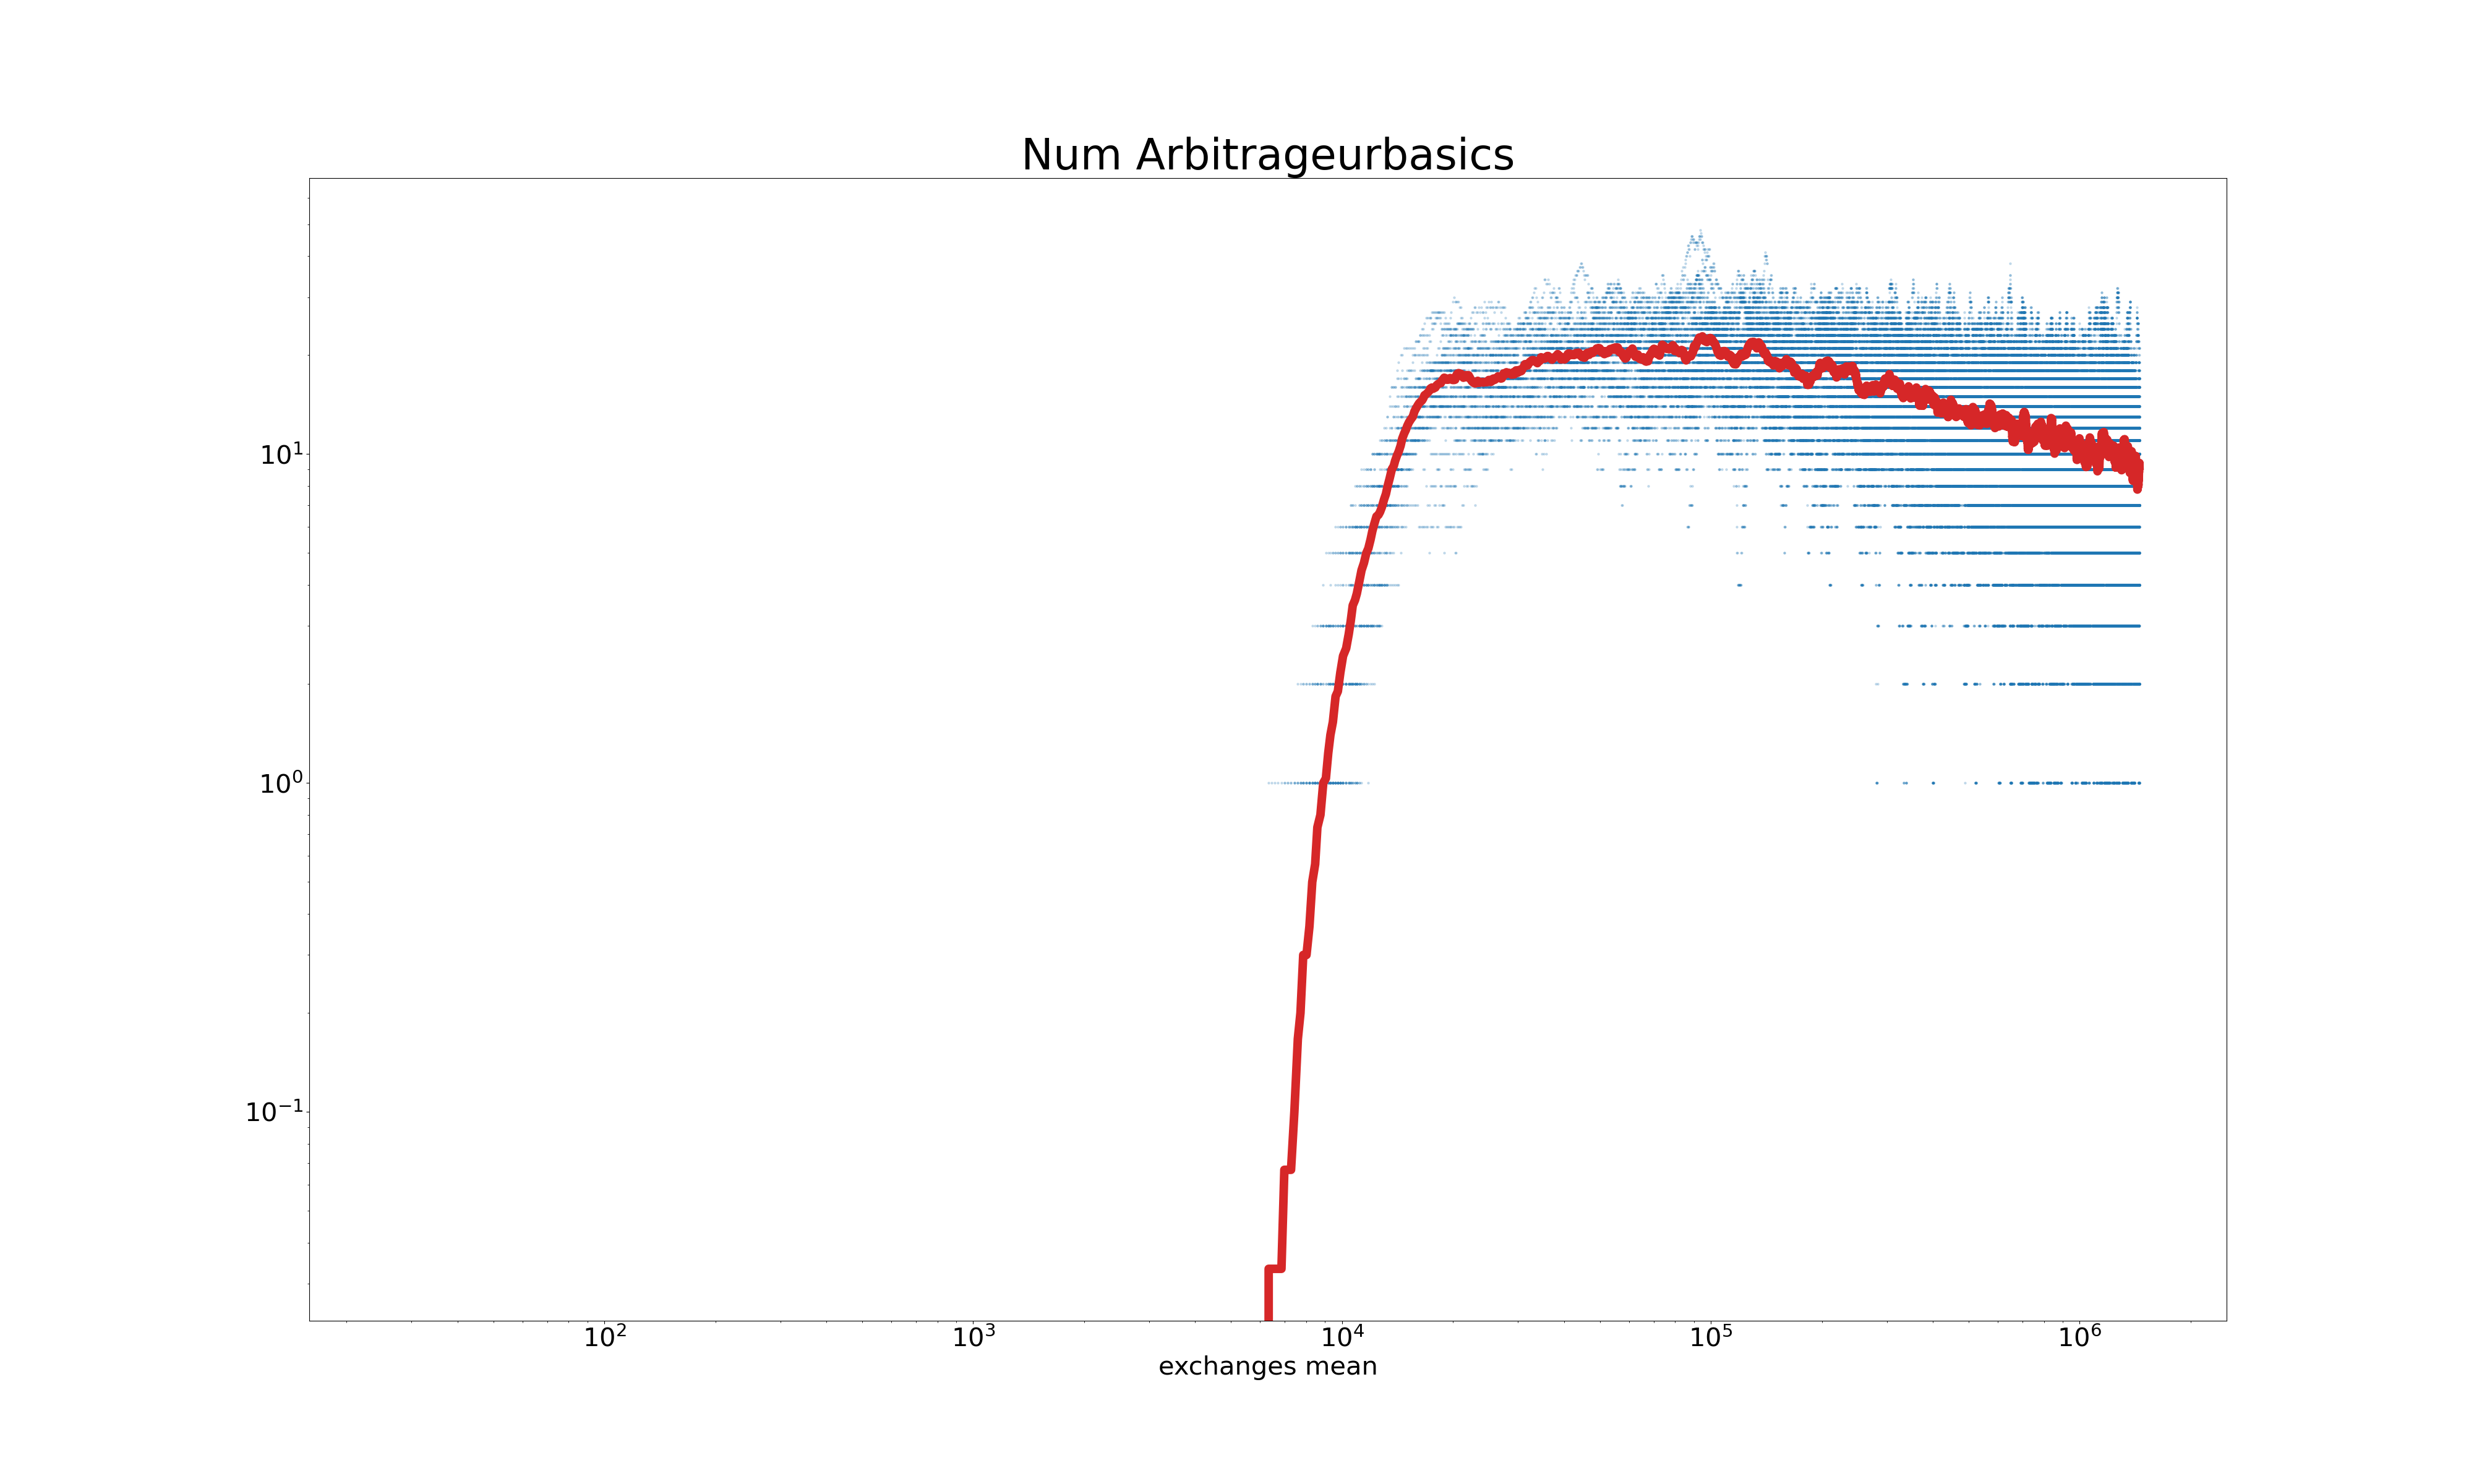 Num Arbitrageurbasics
10¹
10⁰
10⁻¹
10² 10³ 10⁴ 10⁵ 10⁶
exchanges mean